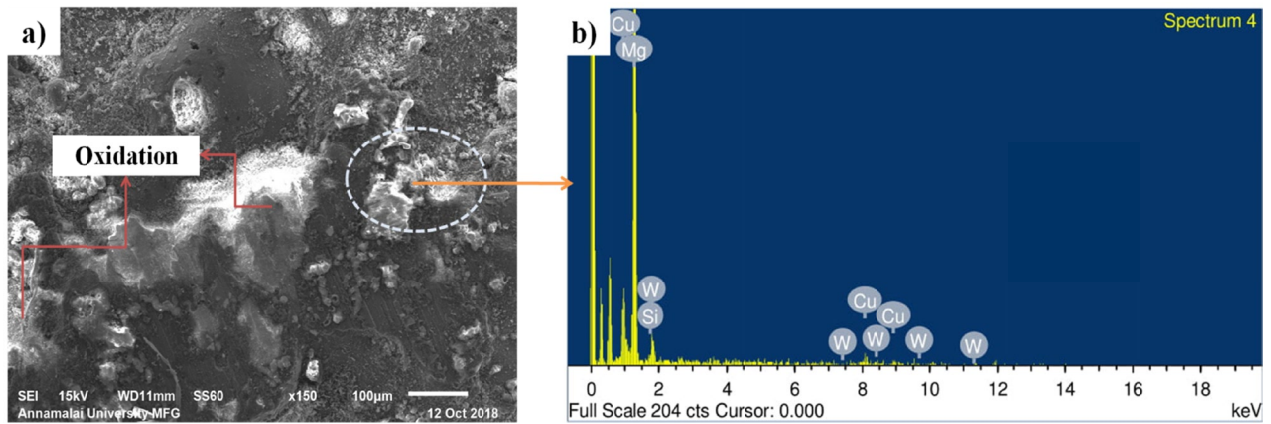 a)
Oxidation
SEI 15kV WD11mm SS60 x150 100μm
Annamalai University-MFG 12 Oct 2018
b)
Spectrum 4
Cu
Mg
W
Si
Cu
Cu
W
W
W
W
0 2 4 6 8 10 12 14 16 18
Full Scale 204 cts Cursor: 0.000 keV